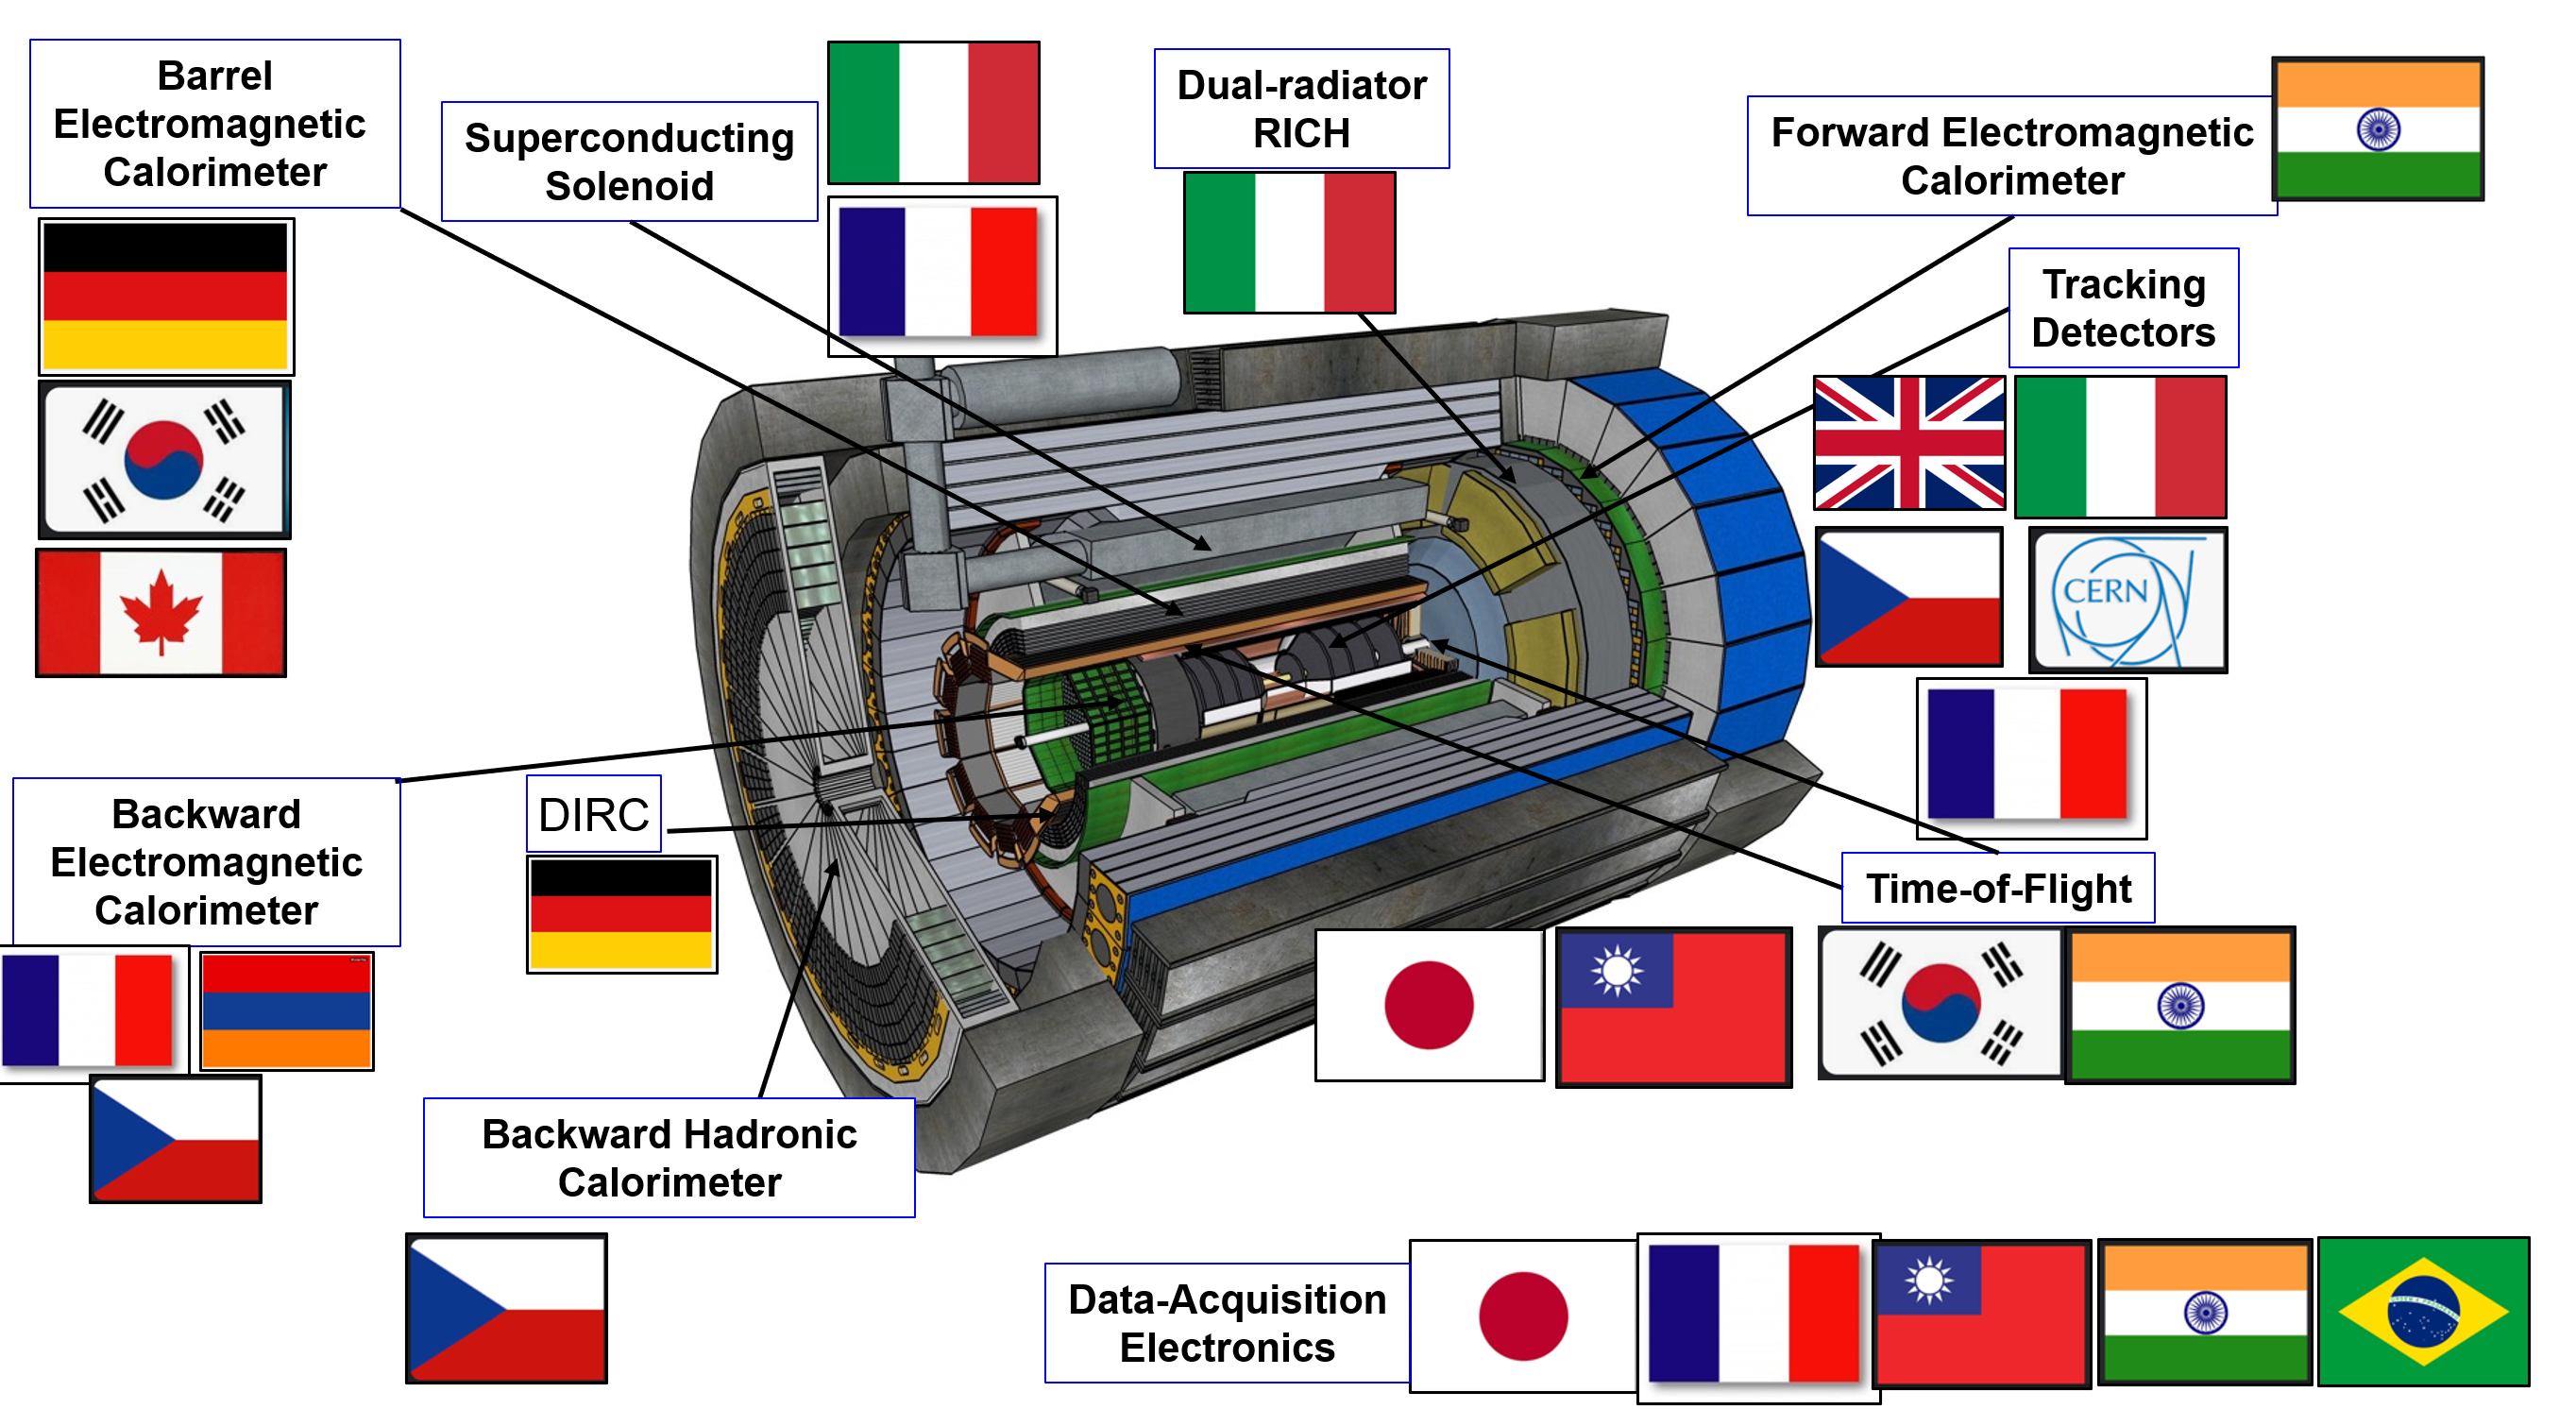 Barrel
Electromagnetic
Calorimeter
Superconducting
Solenoid
Dual-radiator
RICH
Forward Electromagnetic
Calorimeter
Tracking
Detectors
CERN
Backward
Electromagnetic
Calorimeter
DIRC
Time-of-Flight
Backward Hadronic
Calorimeter
Data-Acquisition
Electronics